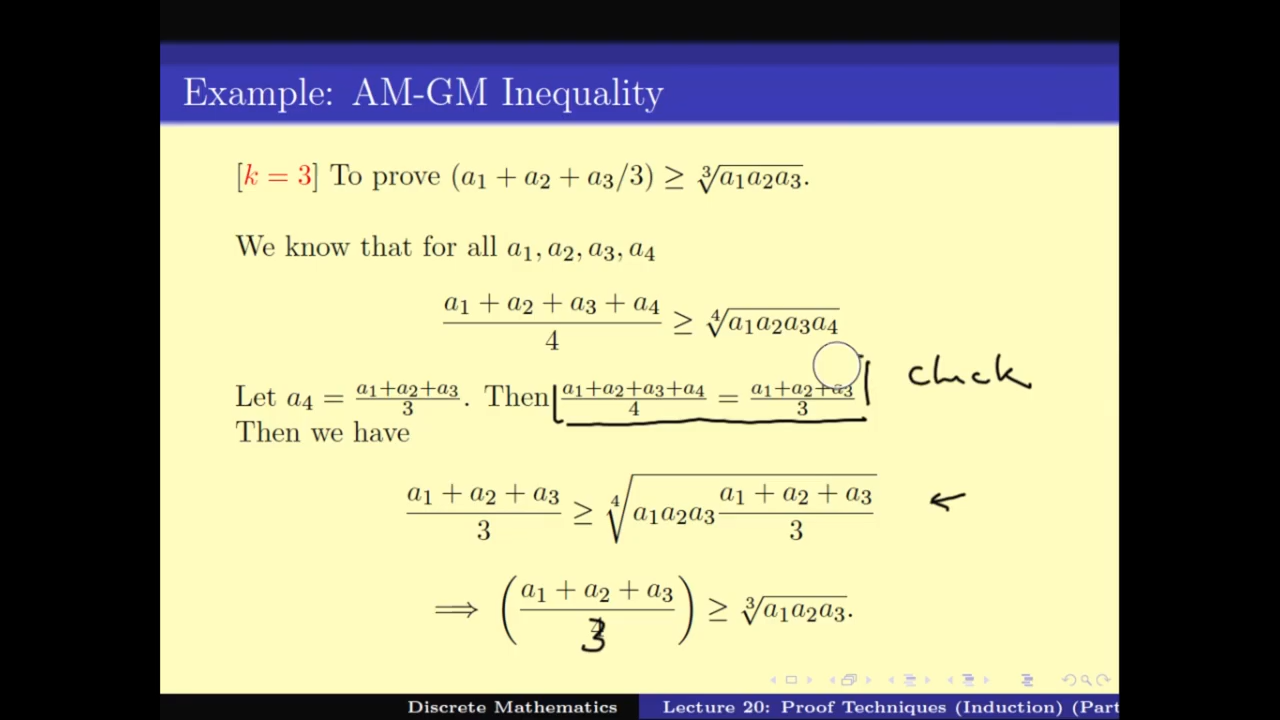 Example: AM-GM Inequality
[k = 3] To prove (a₁ + a₂ + a₃/3) ≥ ∛(a₁a₂a₃).
We know that for all a₁, a₂, a₃, a₄
(a₁ + a₂ + a₃ + a₄)/4 ≥ ∜(a₁a₂a₃a₄)
Let a₄ = (a₁+a₂+a₃)/3. Then (a₁+a₂+a₃+a₄)/4 = (a₁+a₂+a₃)/3 check
Then we have
(a₁ + a₂ + a₃)/3 ≥ ∜(a₁a₂a₃ (a₁ + a₂ + a₃)/3) ←
⟹ ((a₁ + a₂ + a₃)/3) ≥ ∛(a₁a₂a₃).
Discrete Mathematics Lecture 20: Proof Techniques (Induction) (Part